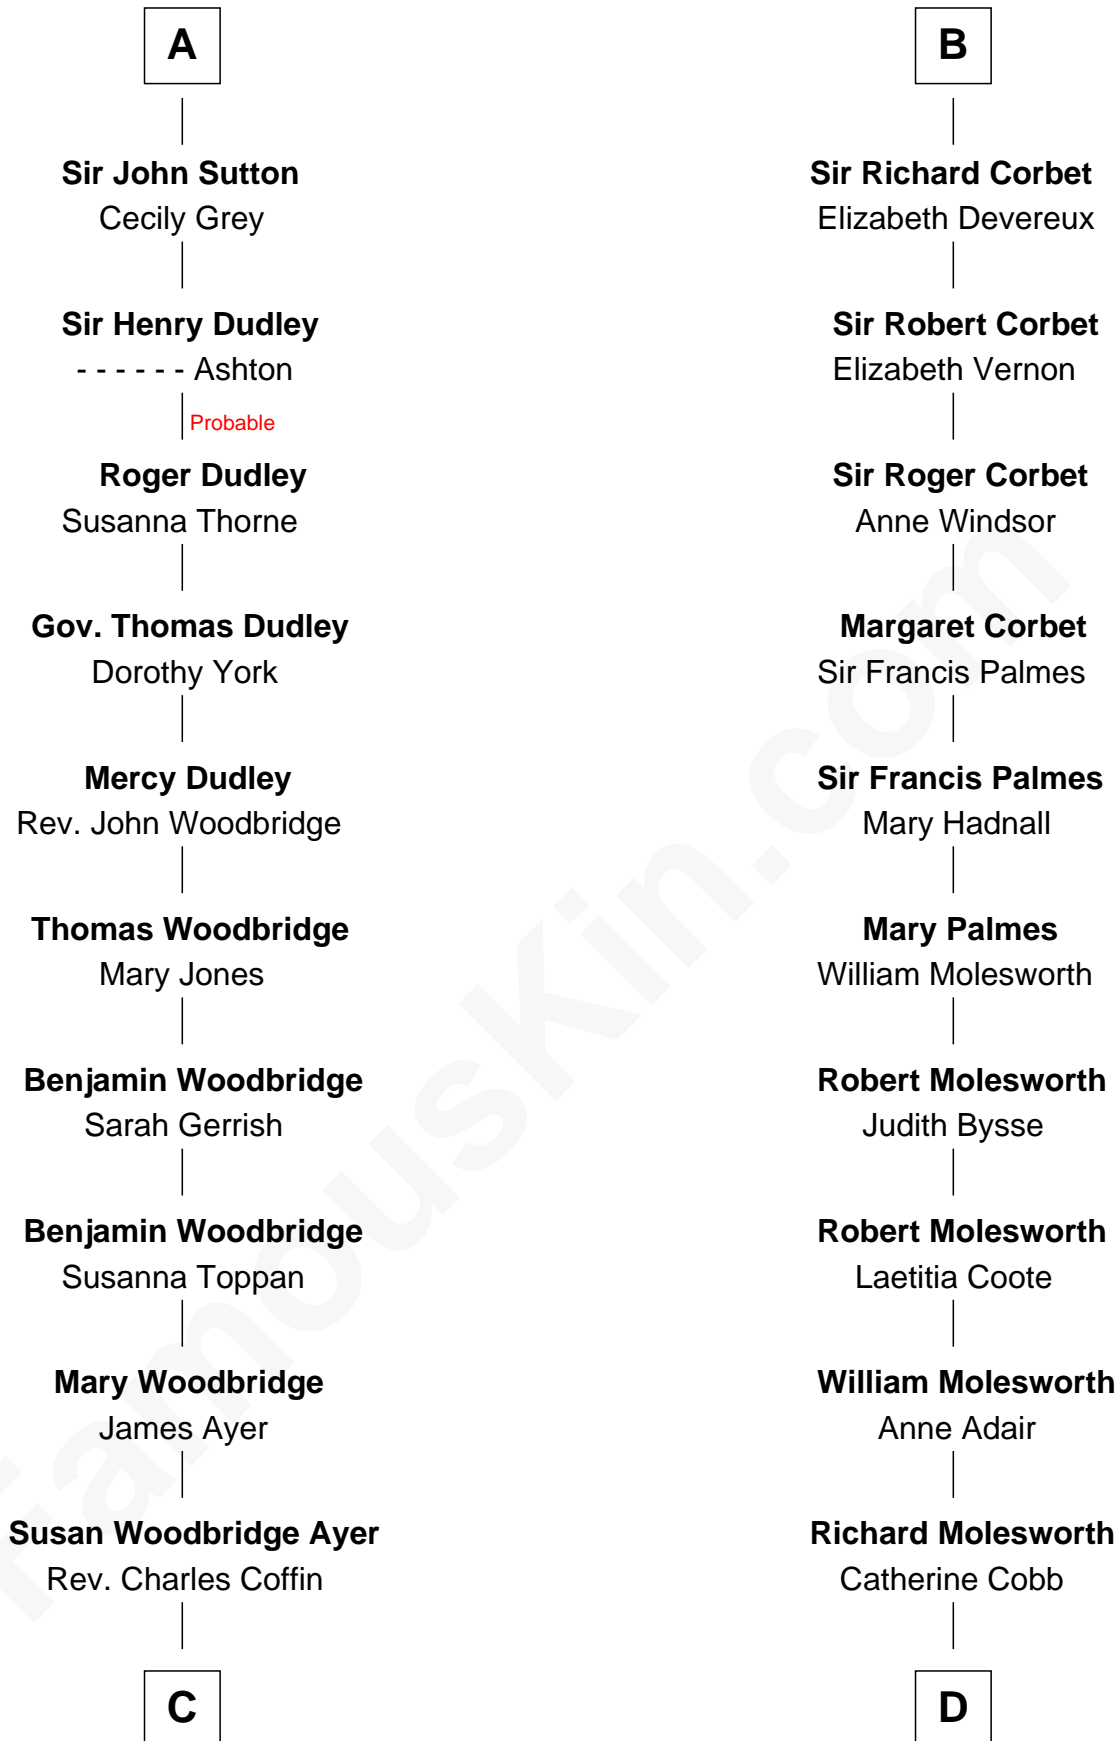 A
Sir John Sutton
Cecily Grey
Sir Henry Dudley
- - - - - - Ashton
Probable
Roger Dudley
Susanna Thorne
Gov. Thomas Dudley
Dorothy York
Mercy Dudley
Rev. John Woodbridge
Thomas Woodbridge
Mary Jones
Benjamin Woodbridge
Sarah Gerrish
Benjamin Woodbridge
Susanna Toppan
Mary Woodbridge
James Ayer
Susan Woodbridge Ayer
Rev. Charles Coffin
C
B
Sir Richard Corbet
Elizabeth Devereux
Sir Robert Corbet
Elizabeth Vernon
Sir Roger Corbet
Anne Windsor
Margaret Corbet
Sir Francis Palmes
Sir Francis Palmes
Mary Hadnall
Mary Palmes
William Molesworth
Robert Molesworth
Judith Bysse
Robert Molesworth
Laetitia Coote
William Molesworth
Anne Adair
Richard Molesworth
Catherine Cobb
D
FamousKin.com